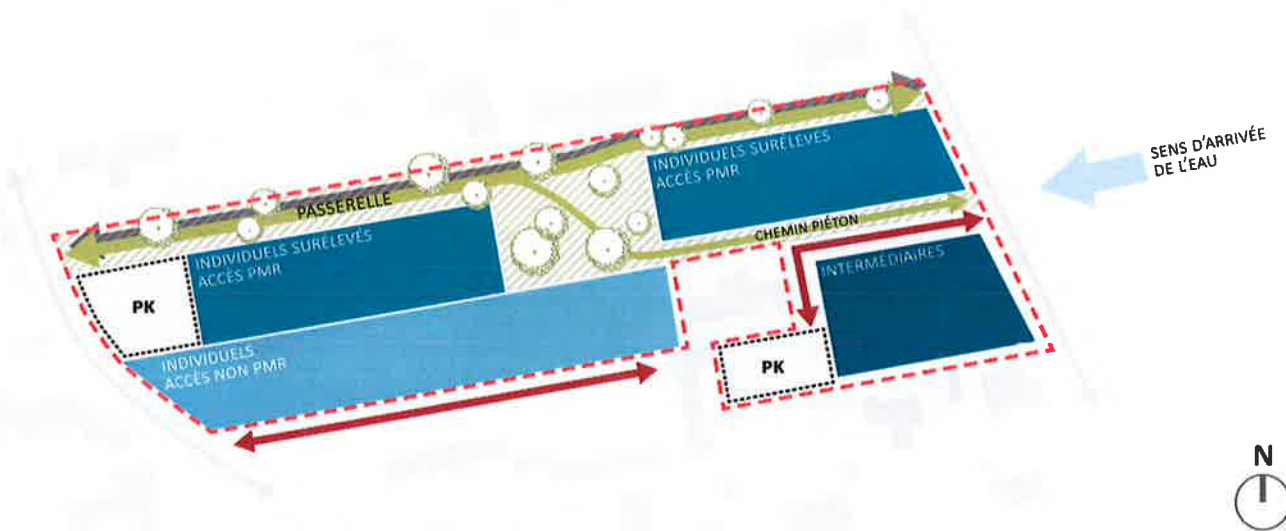 SENS D'ARRIVÉE
DE L'EAU
INDIVIDUELS SURÉLEVÉS
ACCÈS PMR
PASSERELLE
CHEMIN PIÉTON
INDIVIDUELS SURÉLEVÉS
ACCÈS PMR
INTERMÉDIAIRES
PK
INDIVIDUELS
ACCÈS NON PMR
PK
N